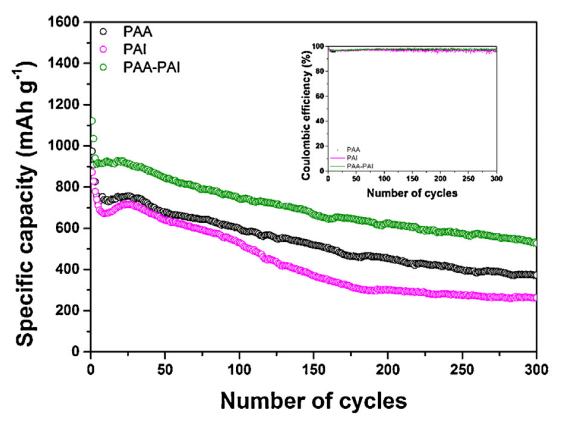 1600
1400
1200
1000
800
600
400
200
0
Specific capacity (mAh g⁻¹)
PAA
PAI
PAA-PAI
100
80
60
40
20
0
Coulombic efficiency (%)
PAA
PAI
PAA-PAI
0 50 100 150 200 250 300
Number of cycles
0 50 100 150 200 250 300
Number of cycles